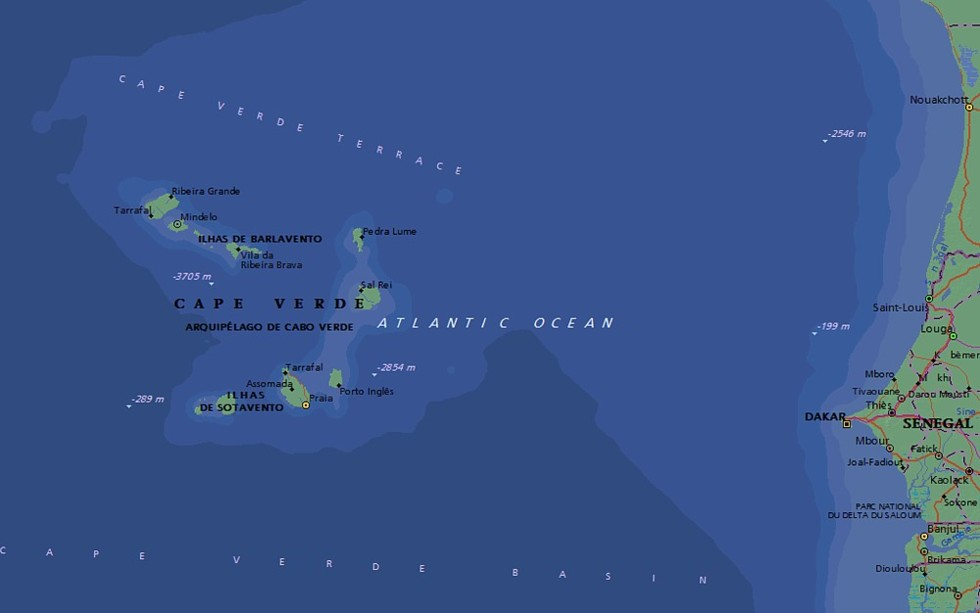 CAPE VERDE TERRACE
Nouakchott
-2546 m
Ribeira Grande
Tarrafal
Mindelo
Pedra Lume
ILHAS DE BARLAVENTO
Vila da
Ribeira Brava
-3705 m
Sal Rei
CAPE VERDE
Saint-Louis
ATLANTIC OCEAN
ARQUIPÉLAGO DE CABO VERDE
-199 m
Louga
Tarrafal
-2854 m
Mboro
Assomada
Porto Inglês
Tivaouane
ILHAS
DE SOTAVENTO
Praia
-289 m
Thiès
DAKAR
SENEGAL
Mbour
Fatick
Joal-Fadiout
Kaolack
Sokone
PARC NATIONAL
DU DELTA DU SALOUM
Banjul
CAPE VERDE BASIN
Brikama
Diouloulou
Bignona